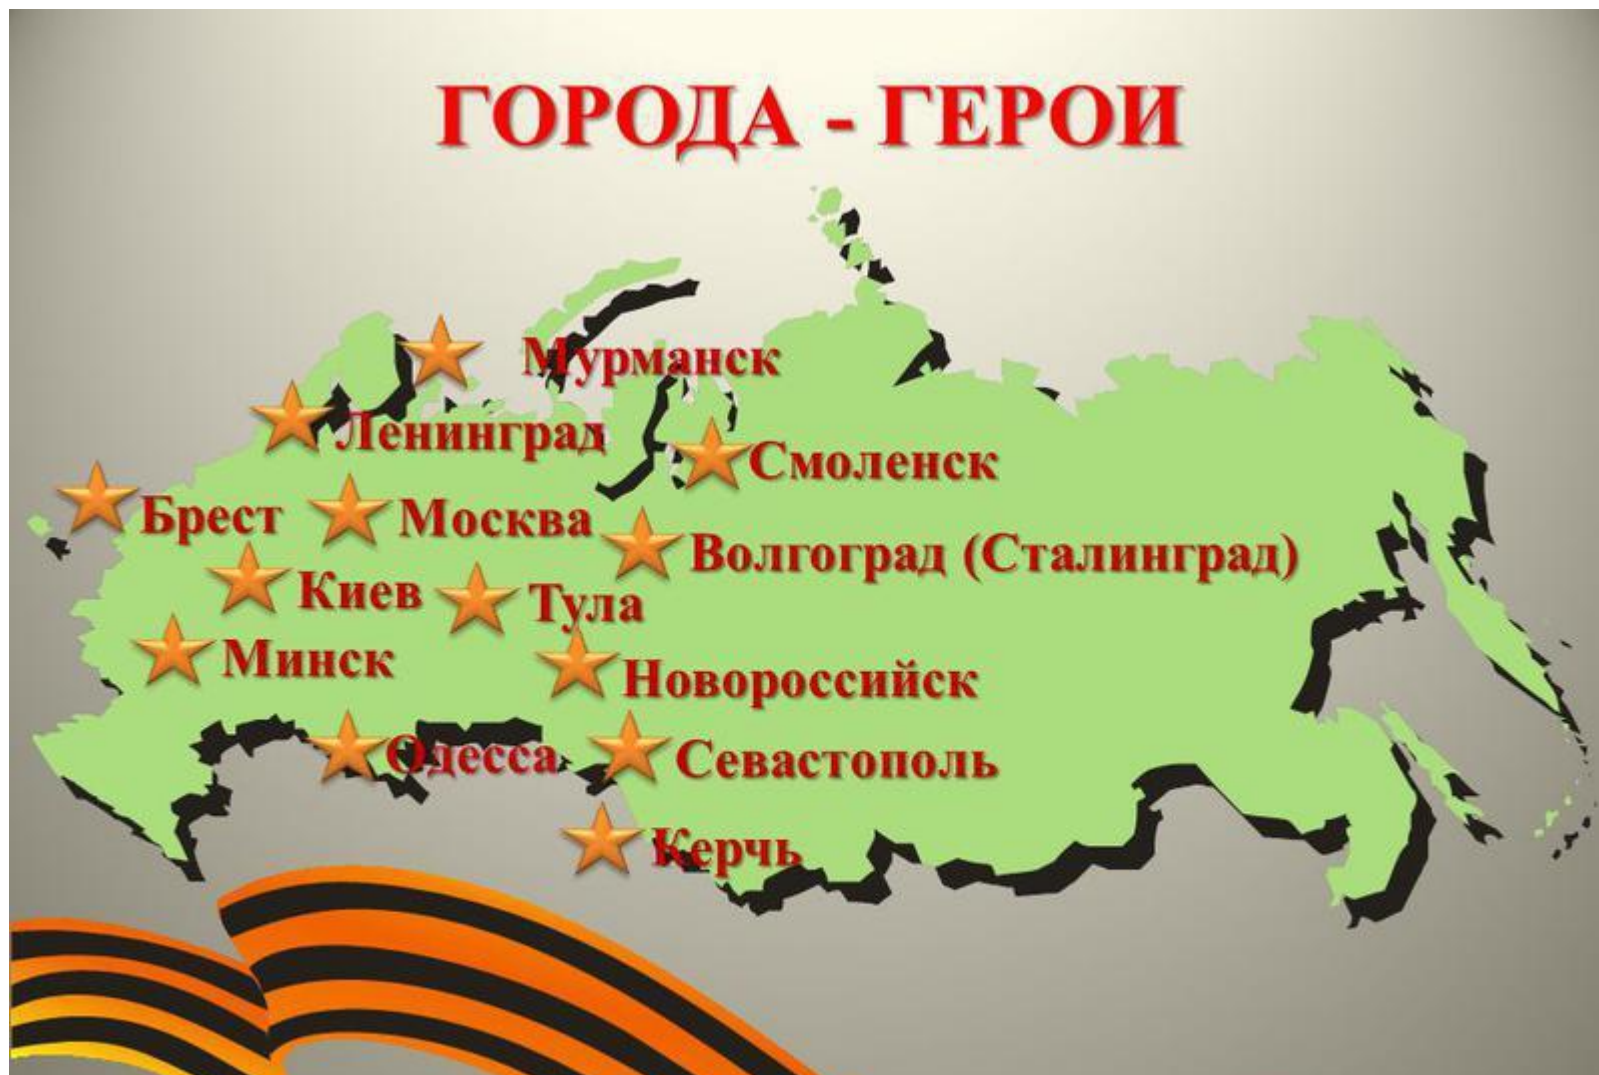 ГОРОДА - ГЕРОИ
Мурманск
Ленинград
Смоленск
Брест
Москва
Волгоград (Сталинград)
Киев
Тула
Минск
Новороссийск
Одесса
Севастополь
Керчь